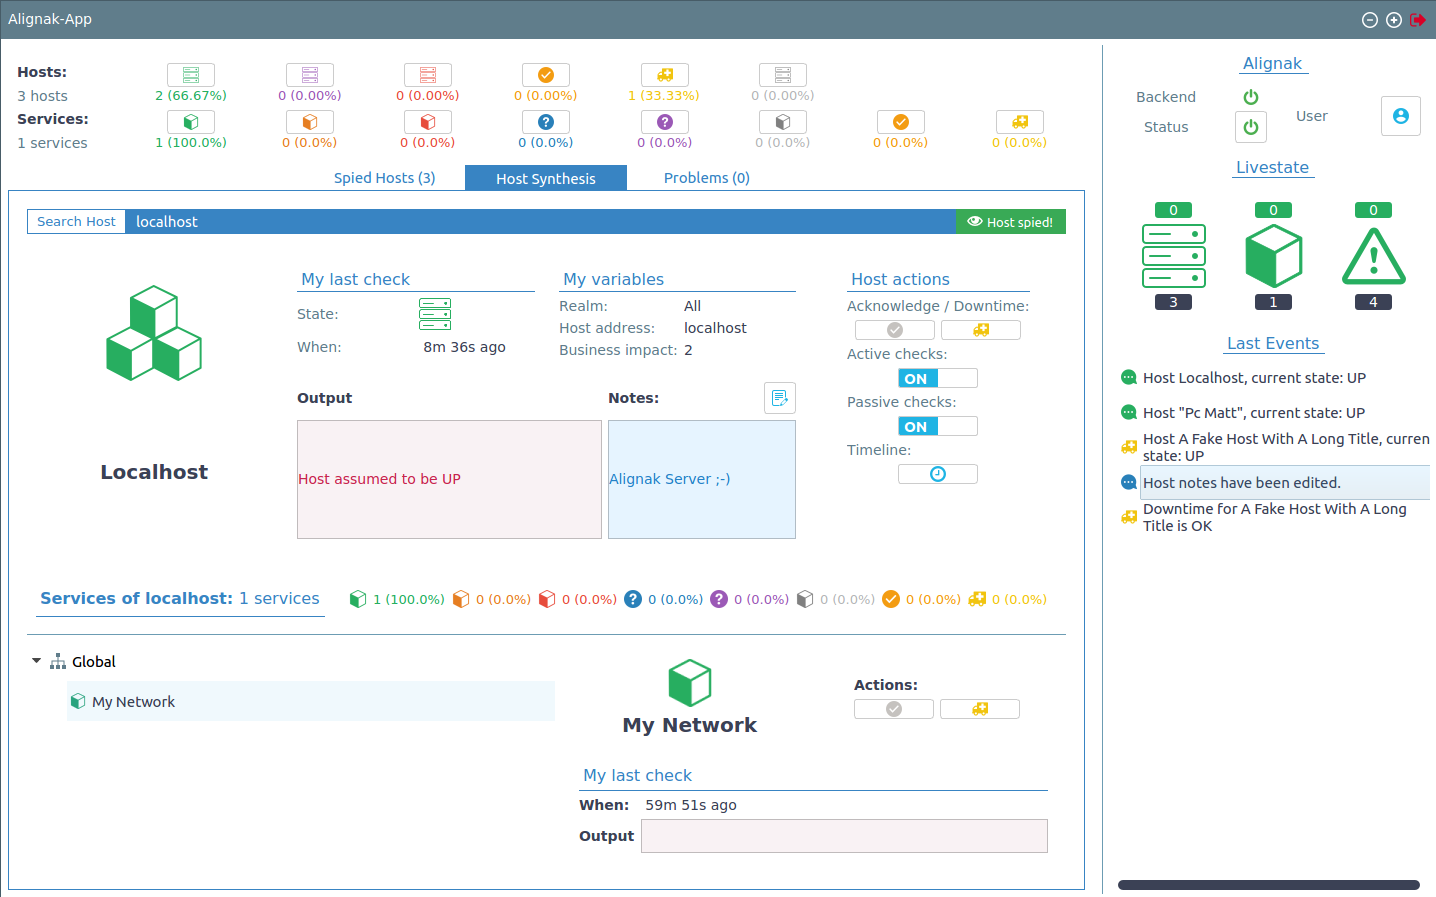 Alignak-App
Hosts:
3 hosts
2 (66.67%) 0 (0.00%) 0 (0.00%) 0 (0.00%) 1 (33.33%) 0 (0.00%)
Services:
1 services
1 (100.0%) 0 (0.0%) 0 (0.0%) 0 (0.0%) 0 (0.0%) 0 (0.0%) 0 (0.0%) 0 (0.0%)
Spied Hosts (3) Host Synthesis Problems (0)
Search Host localhost Host spied!
Localhost
My last check
State:
When: 8m 36s ago
My variables
Realm: All
Host address: localhost
Business impact: 2
Host actions
Acknowledge / Downtime:
Active checks:
ON
Passive checks:
ON
Timeline:
Output
Host assumed to be UP
Notes:
Alignak Server ;-)
Services of localhost: 1 services 1 (100.0%) 0 (0.0%) 0 (0.0%) 0 (0.0%) 0 (0.0%) 0 (0.0%) 0 (0.0%) 0 (0.0%)
Global
My Network
My Network
Actions:
My last check
When: 59m 51s ago
Output
Alignak
Backend
Status
User
Livestate
0 0 0
3 1 4
Last Events
Host Localhost, current state: UP
Host "Pc Matt", current state: UP
Host A Fake Host With A Long Title, curren
state: UP
Host notes have been edited.
Downtime for A Fake Host With A Long
Title is OK